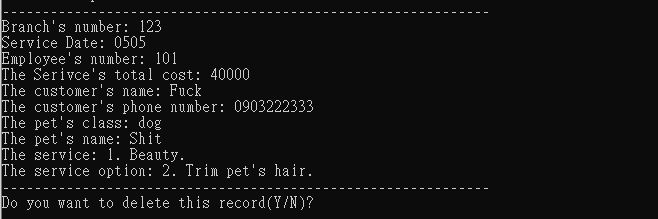 ------------------------------------------------------------
Branch's number: 123
Service Date: 0505
Employee's number: 101
The Serivce's total cost: 40000
The customer's name: Fuck
The customer's phone number: 0903222333
The pet's class: dog
The pet's name: Shit
The service: 1. Beauty.
The service option: 2. Trim pet's hair.
------------------------------------------------------------
Do you want to delete this record(Y/N)?